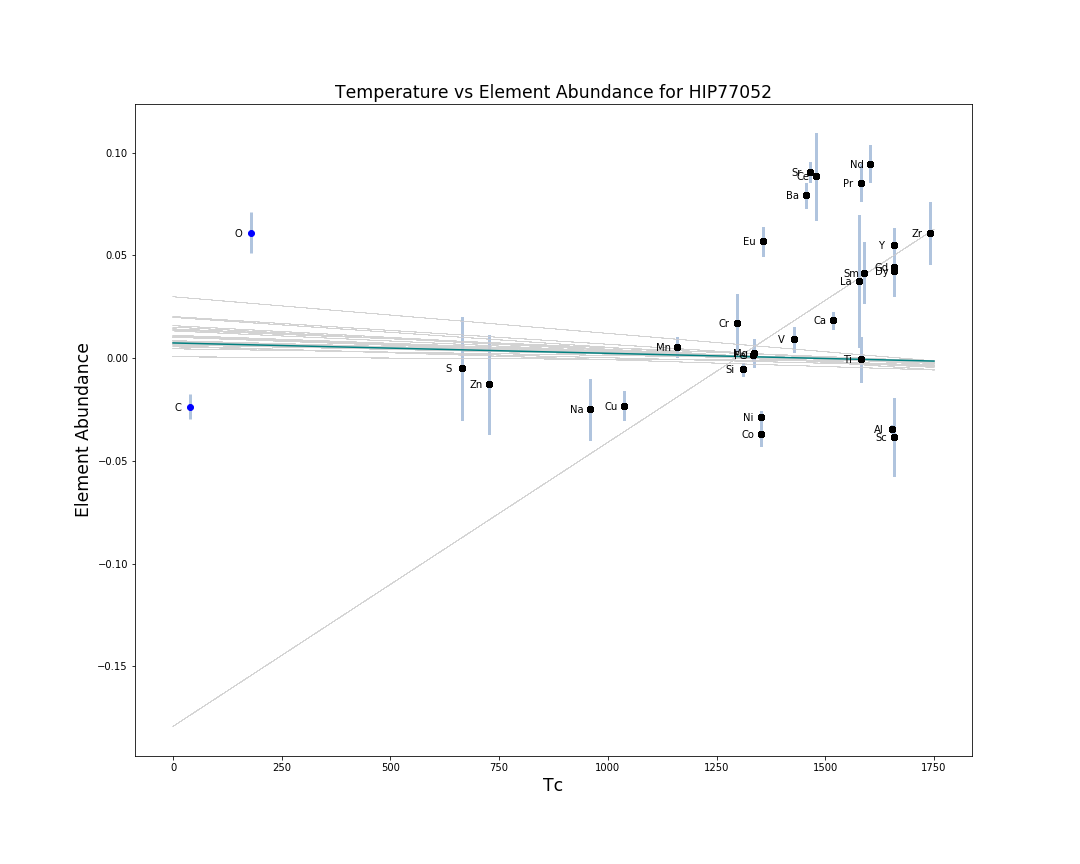 Temperature vs Element Abundance for HIP77052
0.10
0.05
0.00
−0.05
−0.10
−0.15
Element Abundance
O
C
S
Zn
Na
Cu
Mn
Cr
Si
Eu
Ni
Co
V
Ba
Sr
Ce
Ca
Nd
Pr
Sm
La
Ti
Y
Gd
Dy
Al
Sc
Zr
0
250
500
750
1000
1250
1500
1750
Tc